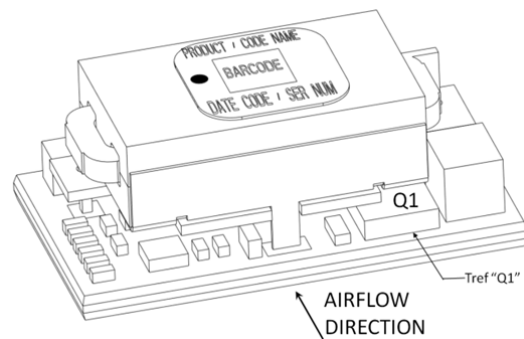 PRODUCT / CODE NAME
BARCODE
DATE CODE / SER NUM
Q1
Tref "Q1"
AIRFLOW
DIRECTION